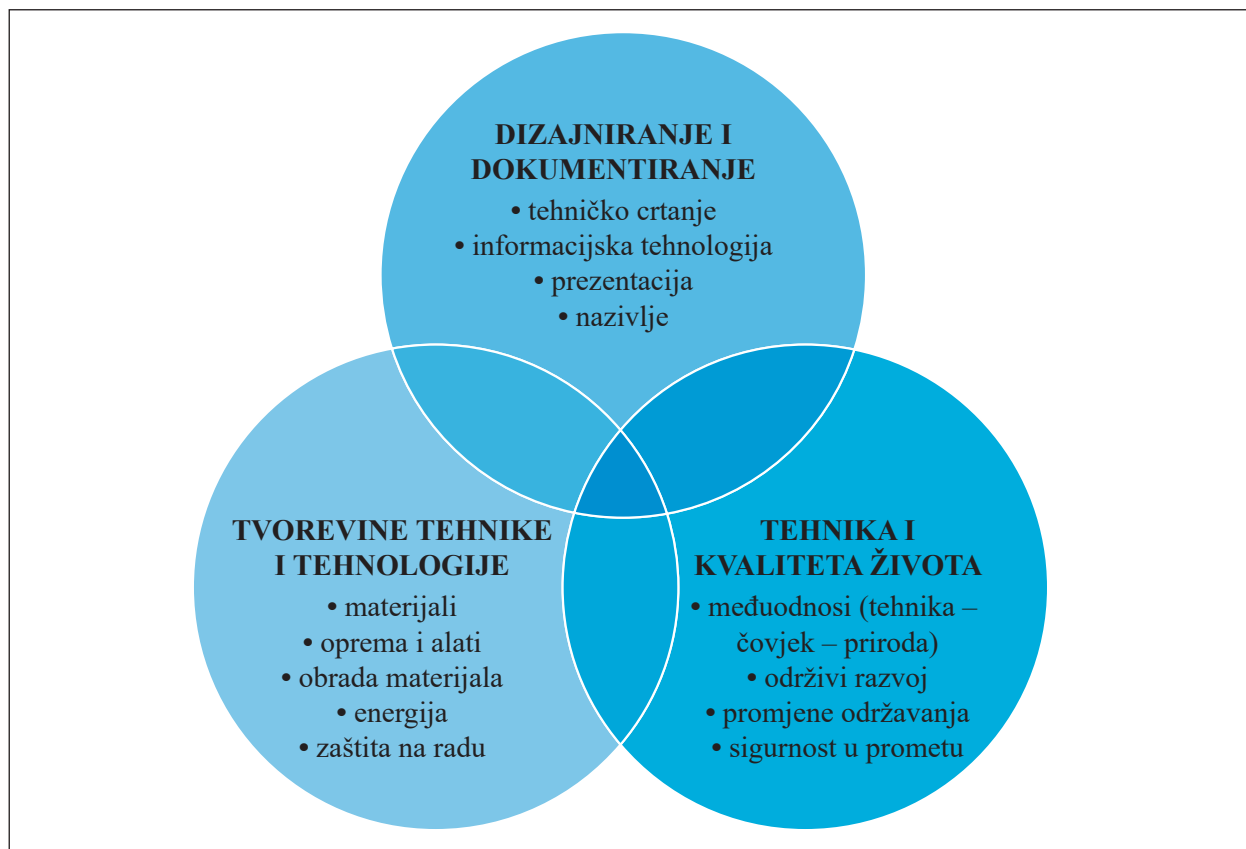 DIZAJNIRANJE I
DOKUMENTIRANJE
• tehničko crtanje
• informacijska tehnologija
• prezentacija
• nazivlje
TVOREVINE TEHNIKE
I TEHNOLOGIJE
• materijali
• oprema i alati
• obrada materijala
• energija
• zaštita na radu
TEHNIKA I
KVALITETA ŽIVOTA
• međuodnosi (tehnika –
čovjek – priroda)
• održivi razvoj
• promjene održavanja
• sigurnost u prometu